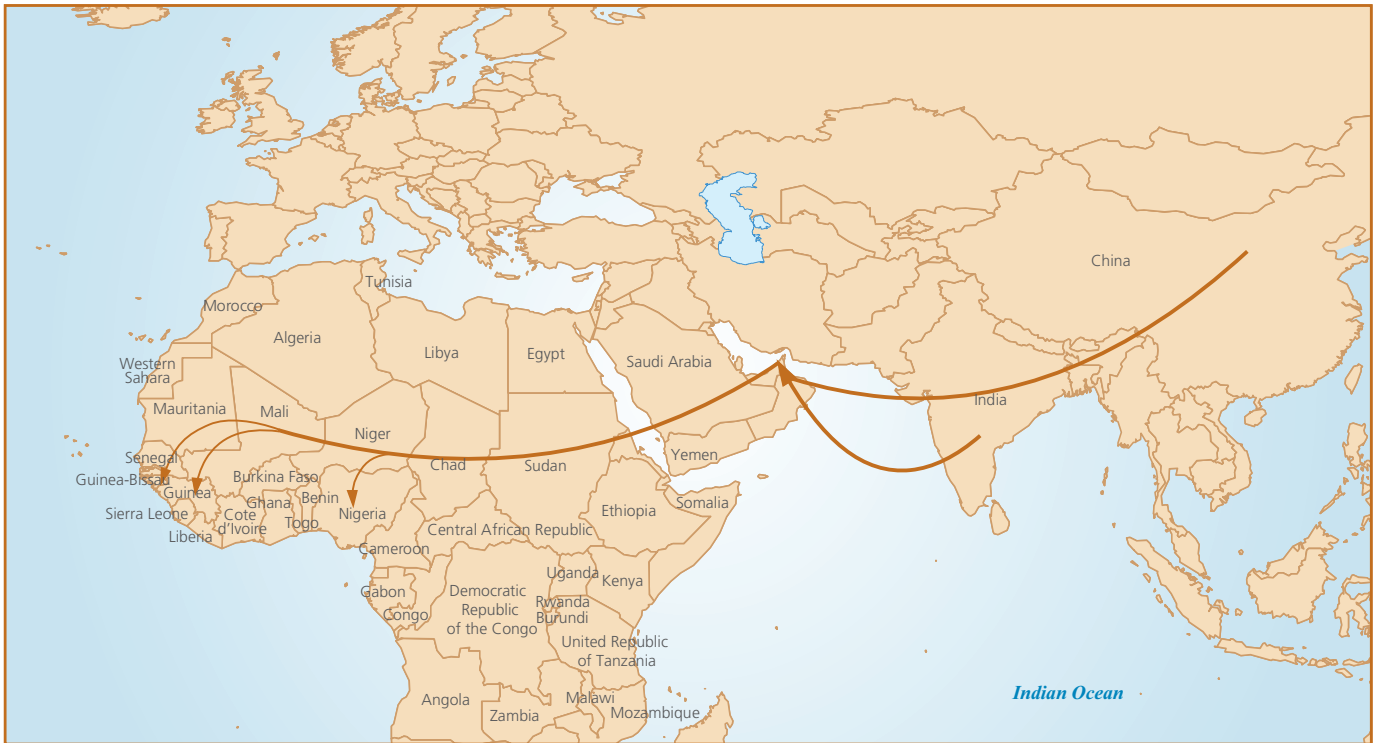 China
Tunisia
Morocco
Algeria
Libya
Egypt
Saudi Arabia
Western
Sahara
India
Mauritania
Mali
Niger
Senegal
Chad
Sudan
Yemen
Guinea-Bissau
Burkina Faso
Guinea
Benin
Ghana
Somalia
Sierra Leone
Cote
d’Ivoire
Togo
Nigeria
Ethiopia
Liberia
Central African Republic
Cameroon
Uganda
Kenya
Gabon
Democratic
Republic
of the Congo
Rwanda
Burundi
Congo
United Republic
of Tanzania
Angola
Malawi
Zambia
Mozambique
Indian Ocean